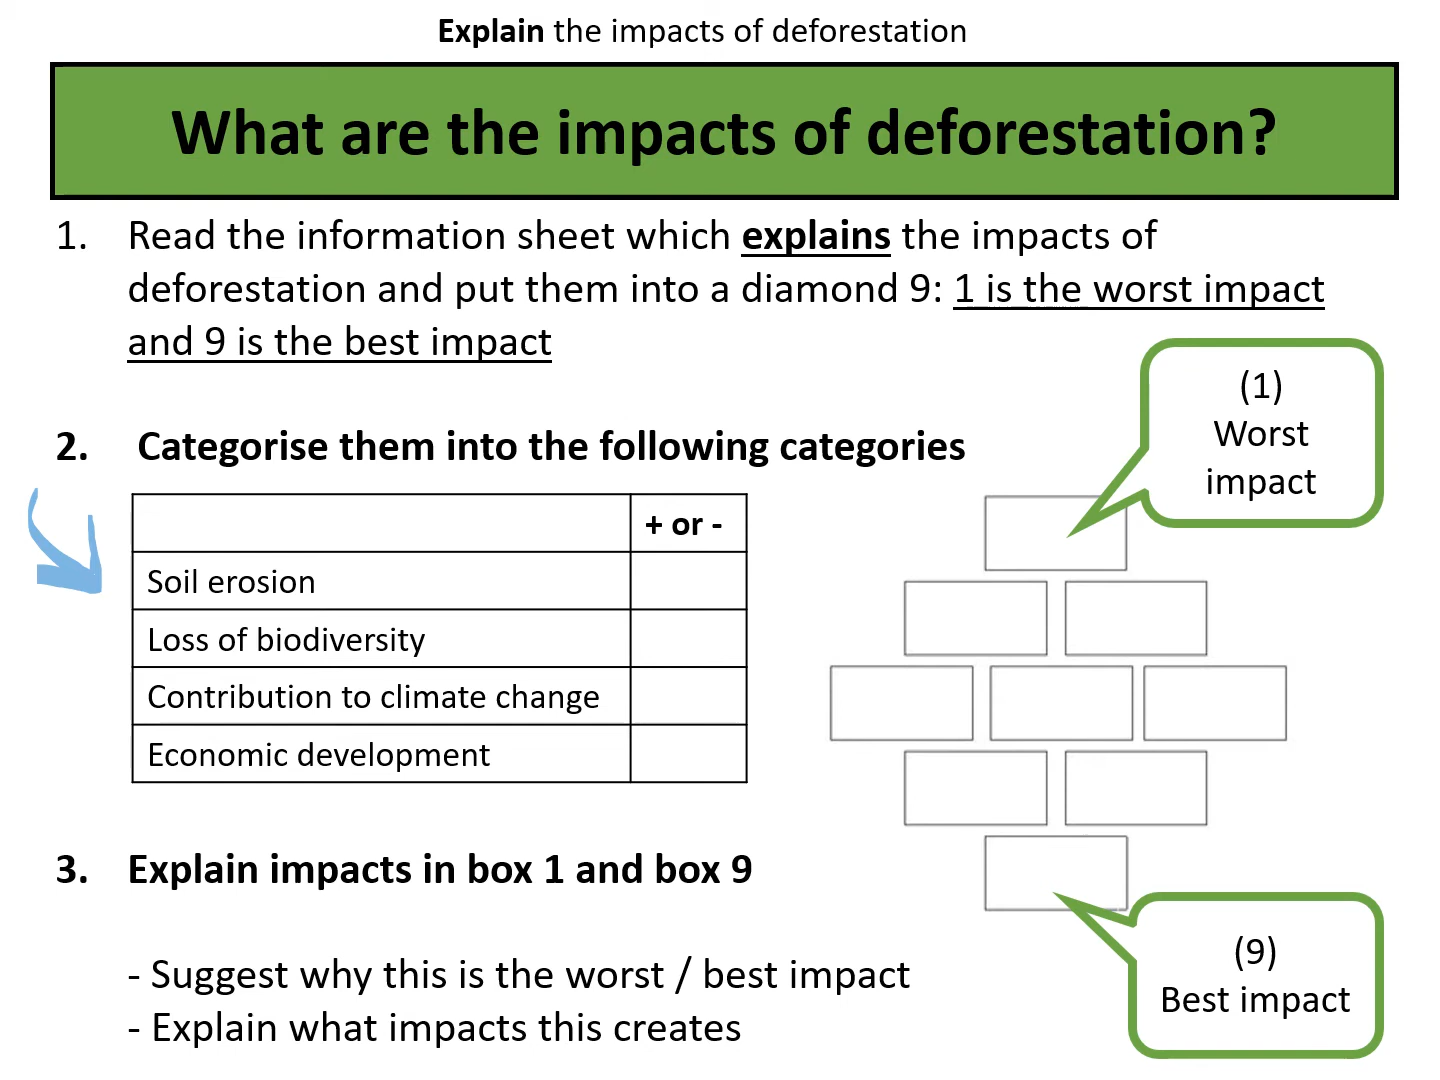 Explain the impacts of deforestation
What are the impacts of deforestation?
1. Read the information sheet which explains the impacts of
deforestation and put them into a diamond 9: 1 is the worst impact
and 9 is the best impact
(1)
Worst
impact
2. Categorise them into the following categories
+ or -
Soil erosion
Loss of biodiversity
Contribution to climate change
Economic development
3. Explain impacts in box 1 and box 9
- Suggest why this is the worst / best impact
- Explain what impacts this creates
(9)
Best impact